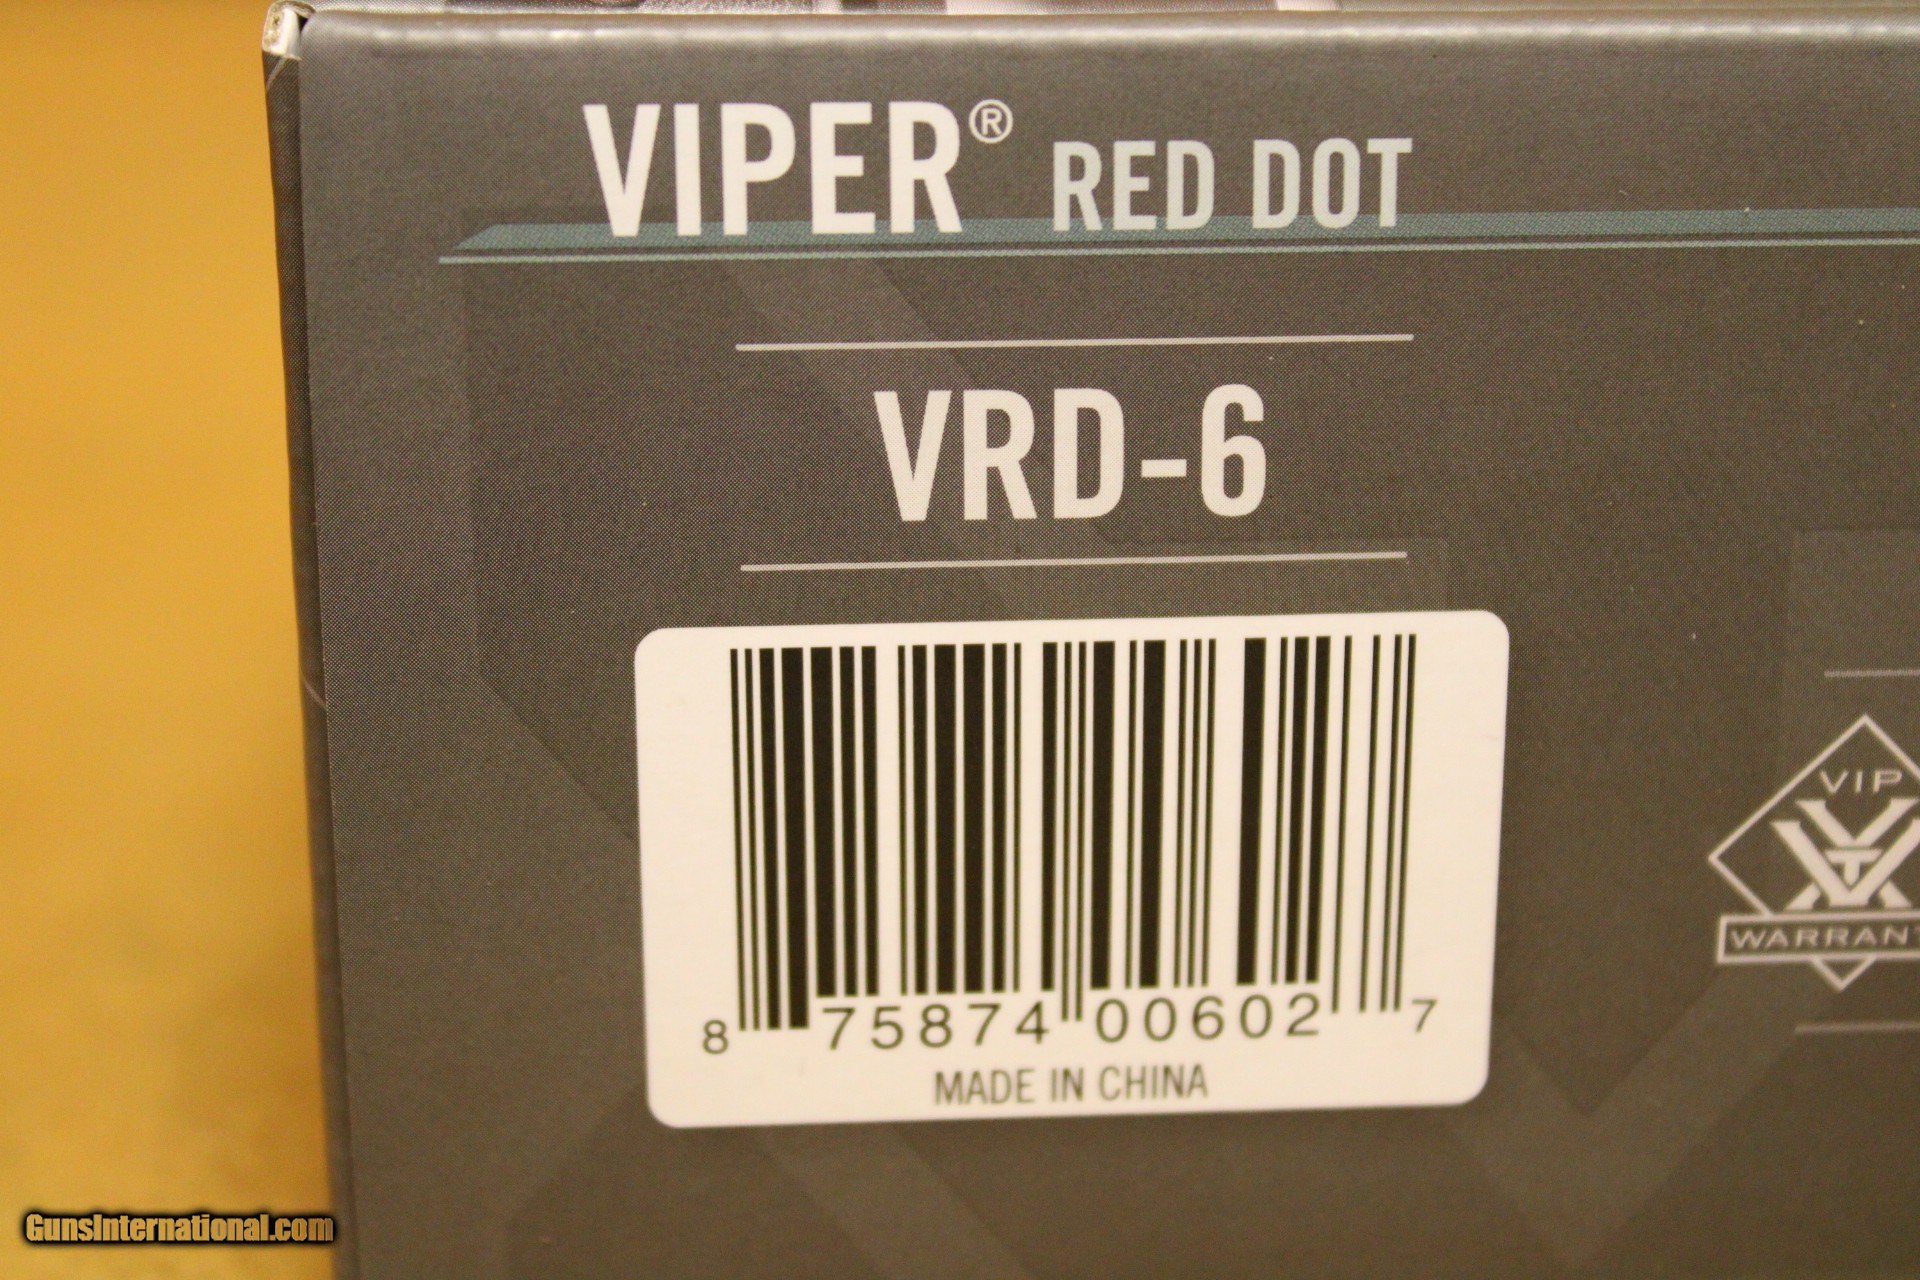 VIPER® RED DOT
VRD-6
8 75874 00602 7
MADE IN CHINA
VIP
WARRANT
GunsInternational.com